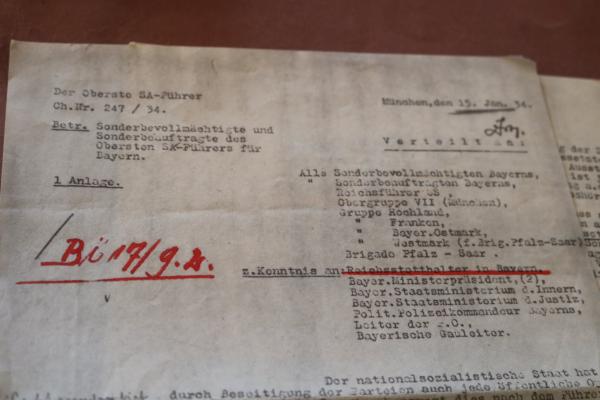 Der Oberste SA-Führer
Ch.Nr. 247 / 34.
München,den 15. Jan. 34.
Verteilt an:
Betr. Sonderbevollmächtigte und
Sonderbeauftragte des
Obersten SA-Führers für
Bayern.
1 Anlage.
Alle Sonderbevollmächtigten Bayerns,
" Sonderbeauftragten Bayerns,
Reichsführer SS ,
Obergruppe VII (München),
Gruppe Hochland,
" Franken,
" Bayer.Ostmark,
" Westmark (f.Brig.Pfalz-Saar)
Brigade Pfalz - Saar .
z.Kenntnis an:Reichsstatthalter in Bayern.
Bayer.Ministerpräsident,(2),
Bayer.Staatsministerium d.Innern,
Bayer.Staatsministerium d.Justiz,
Polit.Polizeikommandeur Bayerns,
Leiter der P.O.,
Bayerische Gauleiter.
Der nationalsozialistische Staat hat
durch Beseitigung der Parteien auch jede